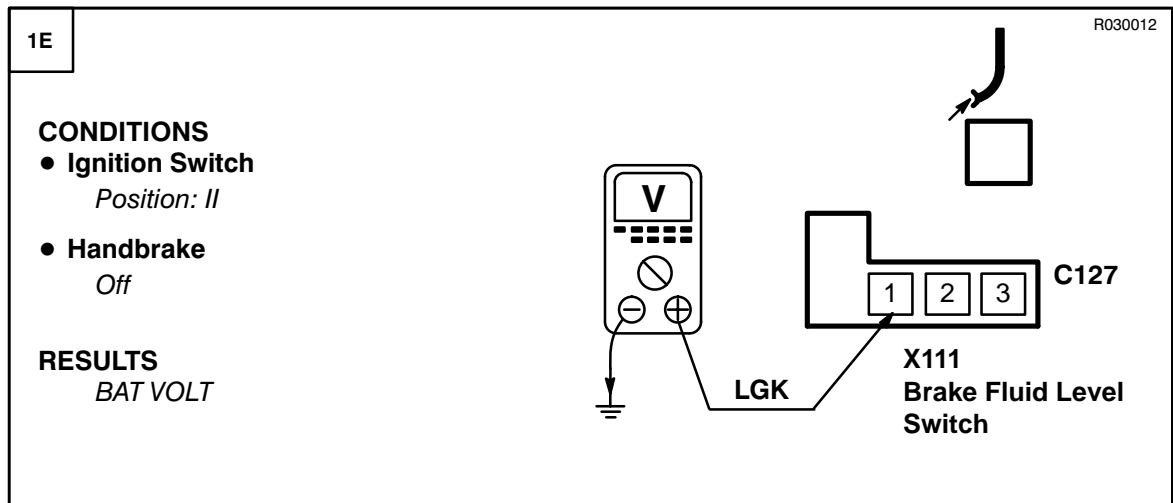 1E
R030012
CONDITIONS
● Ignition Switch
Position: II
● Handbrake
Off
RESULTS
BAT VOLT
V
LGK
1 2 3
C127
X111
Brake Fluid Level
Switch